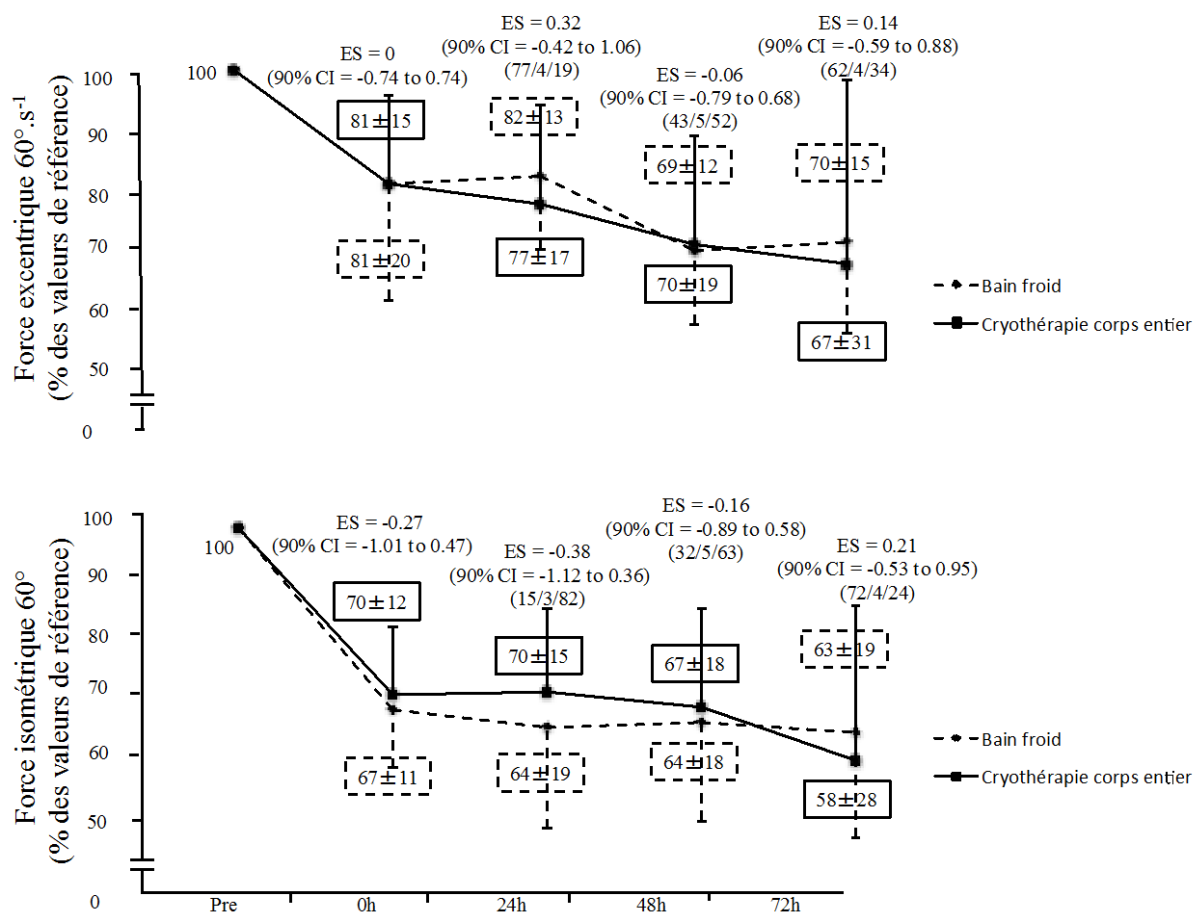 Force excentrique 60°.s-1
(% des valeurs de référence)
100
90
80
70
60
50
0
100
ES = 0
(90% CI = -0.74 to 0.74)
81±15
81±20
ES = 0.32
(90% CI = -0.42 to 1.06)
(77/4/19)
82±13
77±17
ES = -0.06
(90% CI = -0.79 to 0.68)
(43/5/52)
69±12
70±19
ES = 0.14
(90% CI = -0.59 to 0.88)
(62/4/34)
70±15
67±31
Bain froid
Cryothérapie corps entier
Force isométrique 60°
(% des valeurs de référence)
100
90
80
70
60
50
0
100
ES = -0.27
(90% CI = -1.01 to 0.47)
70±12
67±11
ES = -0.38
(90% CI = -1.12 to 0.36)
(15/3/82)
70±15
64±19
ES = -0.16
(90% CI = -0.89 to 0.58)
(32/5/63)
67±18
64±18
ES = 0.21
(90% CI = -0.53 to 0.95)
(72/4/24)
63±19
58±28
Bain froid
Cryothérapie corps entier
Pre 0h 24h 48h 72h